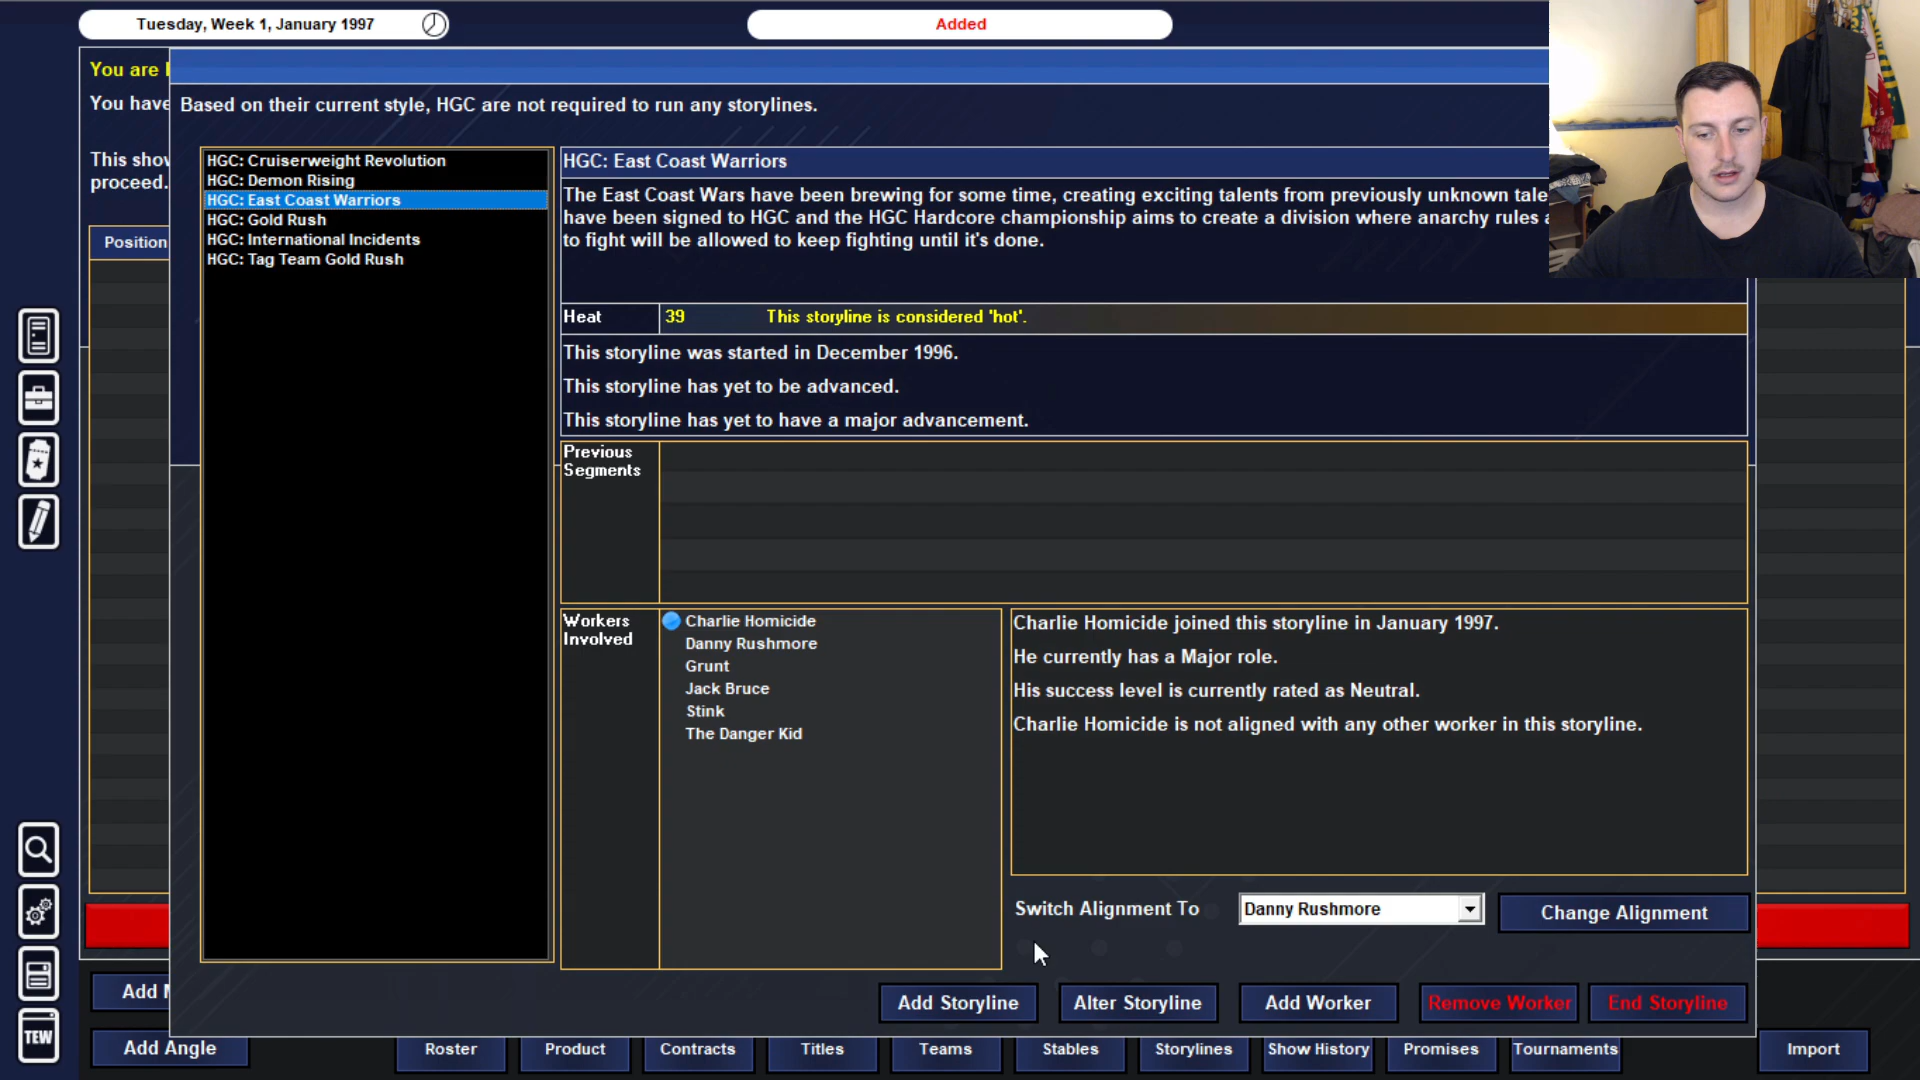 Tuesday, Week 1, January 1997
Added
You are
You have
This show
proceed.
Position
Based on their current style, HGC are not required to run any storylines.
HGC: Cruiserweight Revolution
HGC: Demon Rising
HGC: East Coast Warriors
HGC: Gold Rush
HGC: International Incidents
HGC: Tag Team Gold Rush
HGC: East Coast Warriors
The East Coast Wars have been brewing for some time, creating exciting talents from previously unknown
have been signed to HGC and the HGC Hardcore championship aims to create a division where anarchy rules
to fight will be allowed to keep fighting until it's done.
Heat 39 This storyline is considered 'hot'.
This storyline was started in December 1996.
This storyline has yet to be advanced.
This storyline has yet to have a major advancement.
Previous
Segments
Workers
Involved
Charlie Homicide
Danny Rushmore
Grunt
Jack Bruce
Stink
The Danger Kid
Charlie Homicide joined this storyline in January 1997.
He currently has a Major role.
His success level is currently rated as Neutral.
Charlie Homicide is not aligned with any other worker in this storyline.
Switch Alignment To Danny Rushmore Change Alignment
Add Storyline Alter Storyline Add Worker Remove Worker End Storyline
Add
Add Angle Roster Product Contracts Titles Teams Stables Storylines Show History Promises Tournaments Import
TEW